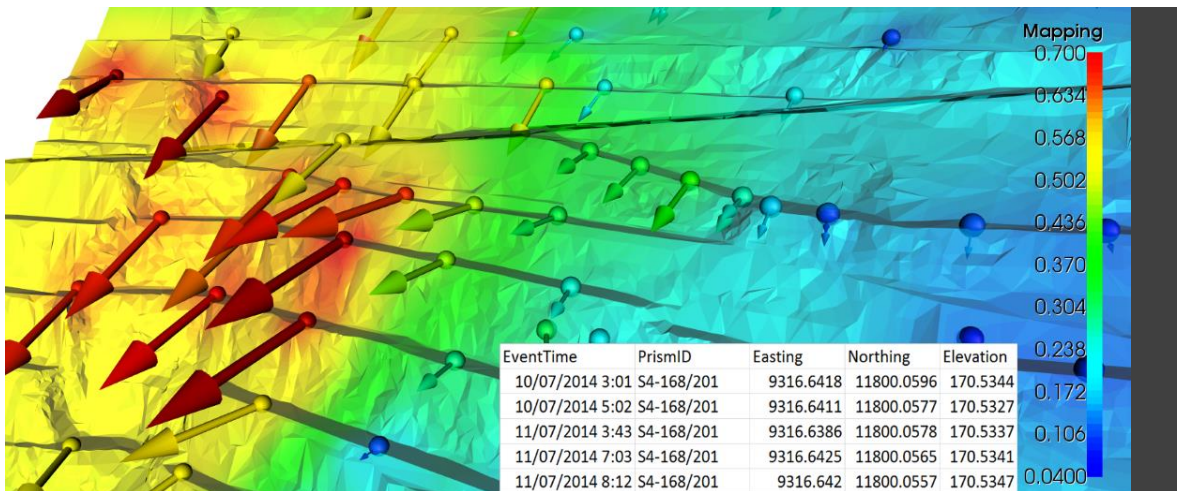 Mapping
0.700
0.634
0.568
0.502
0.436
0.370
0.304
0.238
0.172
0.106
0.0400
EventTime PrismID Easting Northing Elevation
10/07/2014 3:01 S4-168/201 9316.6418 11800.0596 170.5344
10/07/2014 5:02 S4-168/201 9316.6411 11800.0577 170.5327
11/07/2014 3:43 S4-168/201 9316.6386 11800.0578 170.5337
11/07/2014 7:03 S4-168/201 9316.6425 11800.0565 170.5341
11/07/2014 8:12 S4-168/201 9316.642 11800.0557 170.5347